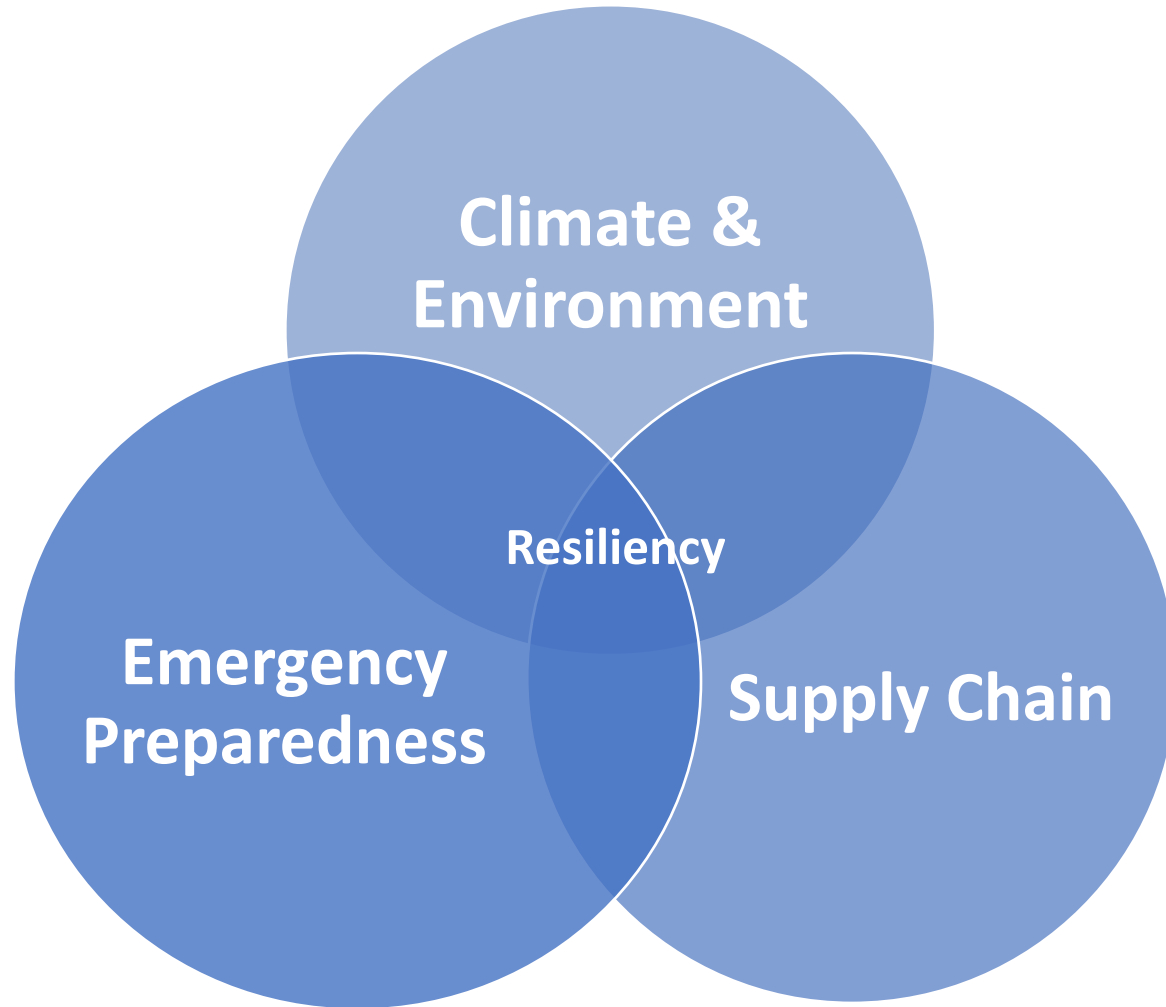 Climate &
Environment
Resiliency
Emergency
Preparedness
Supply Chain